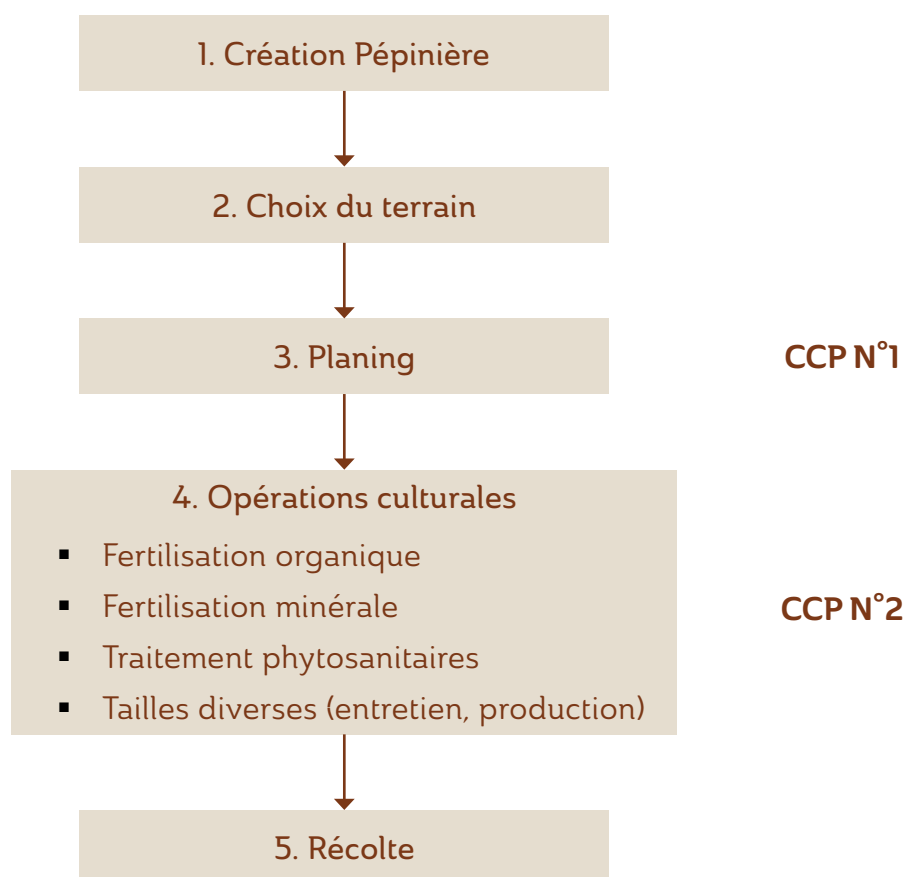 1. Création Pépinière
2. Choix du terrain
3. Planing
CCP N°1
4. Opérations culturales
▪ Fertilisation organique
▪ Fertilisation minérale
▪ Traitement phytosanitaires
▪ Tailles diverses (entretien, production)
CCP N°2
5. Récolte